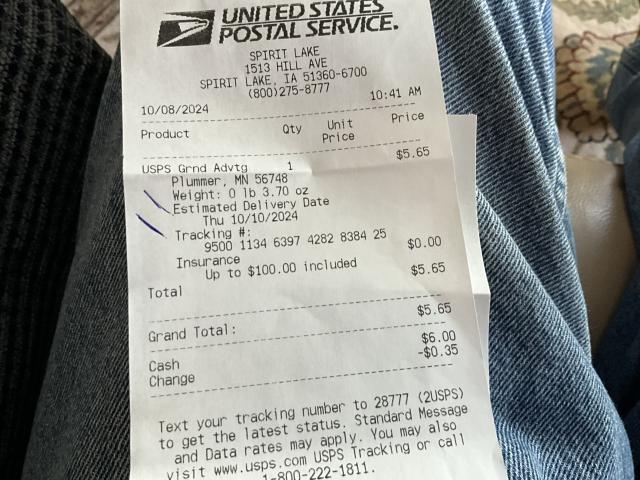 UNITED STATES
POSTAL SERVICE.
SPIRIT LAKE
1513 HILL AVE
SPIRIT LAKE, IA 51360-6700
(800)275-8777
10/08/2024 10:41 AM
Product Qty Unit Price Price
USPS Grnd Advtg 1 $5.65
Plummer, MN 56748
Weight: 0 lb 3.70 oz
Estimated Delivery Date
Thu 10/10/2024
Tracking #:
9500 1134 6397 4282 8384 25
Insurance $0.00
Up to $100.00 included
Total $5.65
Grand Total: $5.65
Cash $6.00
Change -$0.35
Text your tracking number to 28777 (2USPS)
to get the latest status. Standard Message
and Data rates may apply. You may also
visit www.usps.com USPS Tracking or call
1-800-222-1811.